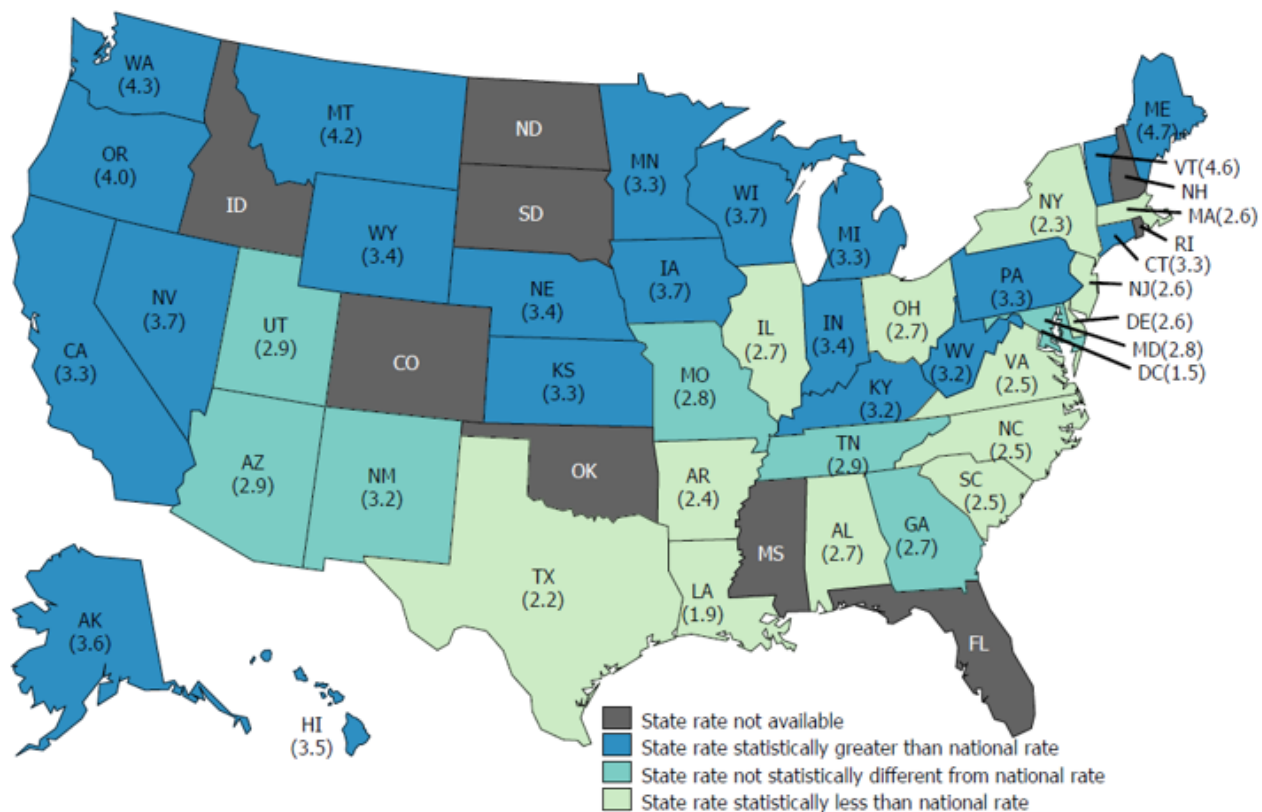 WA
(4.3)
MT
(4.2)
ND
ME
(4.7)
OR
(4.0)
MN
(3.3)
VT(4.6)
ID
SD
WI
(3.7)
NH
NY
(2.3)
MA(2.6)
WY
(3.4)
MI
(3.3)
RI
CT(3.3)
NV
(3.7)
NE
(3.4)
IA
(3.7)
PA
(3.3)
NJ(2.6)
UT
(2.9)
IL
(2.7)
IN
(3.4)
OH
(2.7)
DE(2.6)
MD(2.8)
DC(1.5)
CA
(3.3)
CO
KS
(3.3)
MO
(2.8)
WV
(3.2)
VA
(2.5)
KY
(3.2)
AZ
(2.9)
NM
(3.2)
OK
AR
(2.4)
TN
(2.9)
NC
(2.5)
SC
(2.5)
TX
(2.2)
LA
(1.9)
MS
AL
(2.7)
GA
(2.7)
AK
(3.6)
FL
HI
(3.5)
State rate not available
State rate statistically greater than national rate
State rate not statistically different from national rate
State rate statistically less than national rate